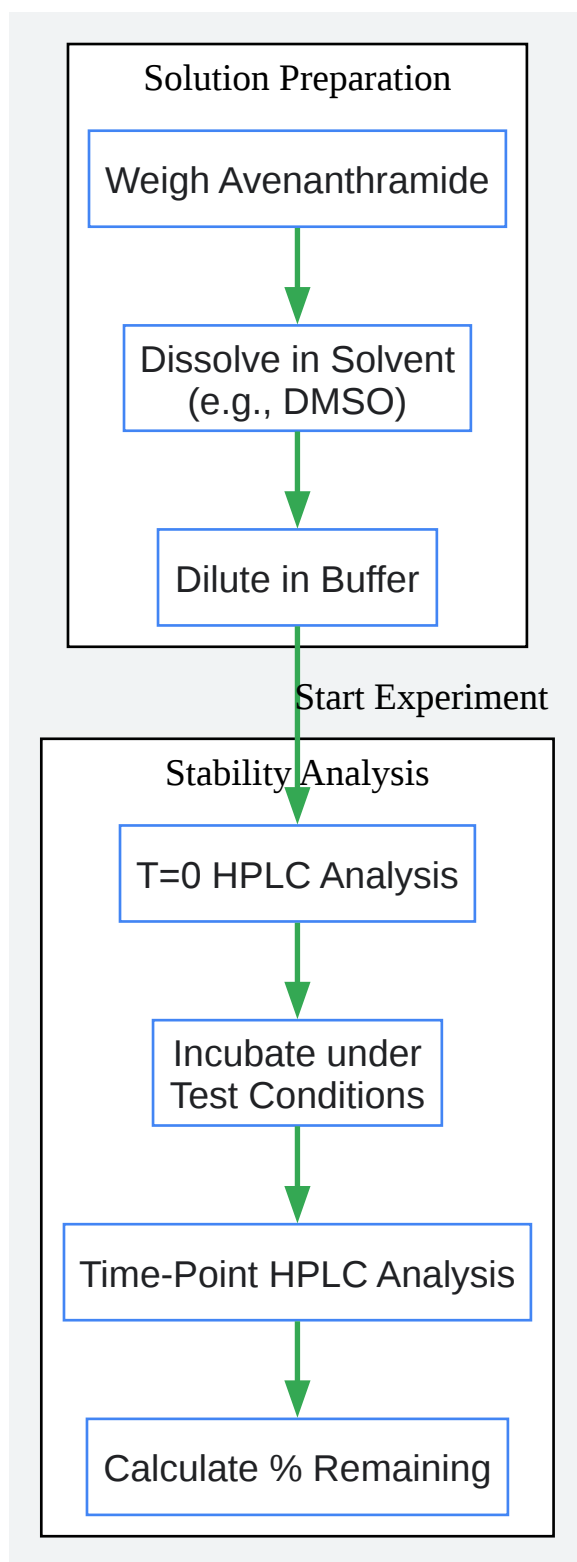 Solution Preparation
Weigh Avenanthramide
Dissolve in Solvent
(e.g., DMSO)
Dilute in Buffer
Start Experiment
Stability Analysis
T=0 HPLC Analysis
Incubate under
Test Conditions
Time-Point HPLC Analysis
Calculate % Remaining